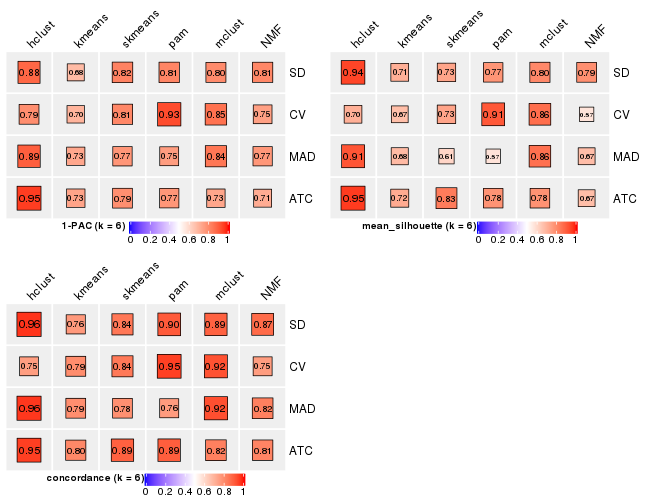 hclust kmeans skmeans pam mclust NMF
0.88 0.68 0.82 0.81 0.80 0.81 SD
0.79 0.70 0.81 0.93 0.85 0.75 CV
0.89 0.73 0.77 0.75 0.84 0.77 MAD
0.95 0.73 0.79 0.77 0.73 0.71 ATC
1-PAC (k = 6)
0 0.2 0.4 0.6 0.8 1
hclust kmeans skmeans pam mclust NMF
0.94 0.71 0.73 0.77 0.80 0.79 SD
0.70 0.67 0.73 0.91 0.86 0.57 CV
0.91 0.68 0.61 0.57 0.86 0.67 MAD
0.95 0.72 0.83 0.78 0.78 0.67 ATC
mean_silhouette (k = 6)
0 0.2 0.4 0.6 0.8 1
hclust kmeans skmeans pam mclust NMF
0.96 0.76 0.84 0.90 0.89 0.87 SD
0.75 0.79 0.84 0.95 0.92 0.75 CV
0.96 0.79 0.78 0.76 0.92 0.82 MAD
0.95 0.80 0.89 0.89 0.82 0.81 ATC
concordance (k = 6)
0 0.2 0.4 0.6 0.8 1